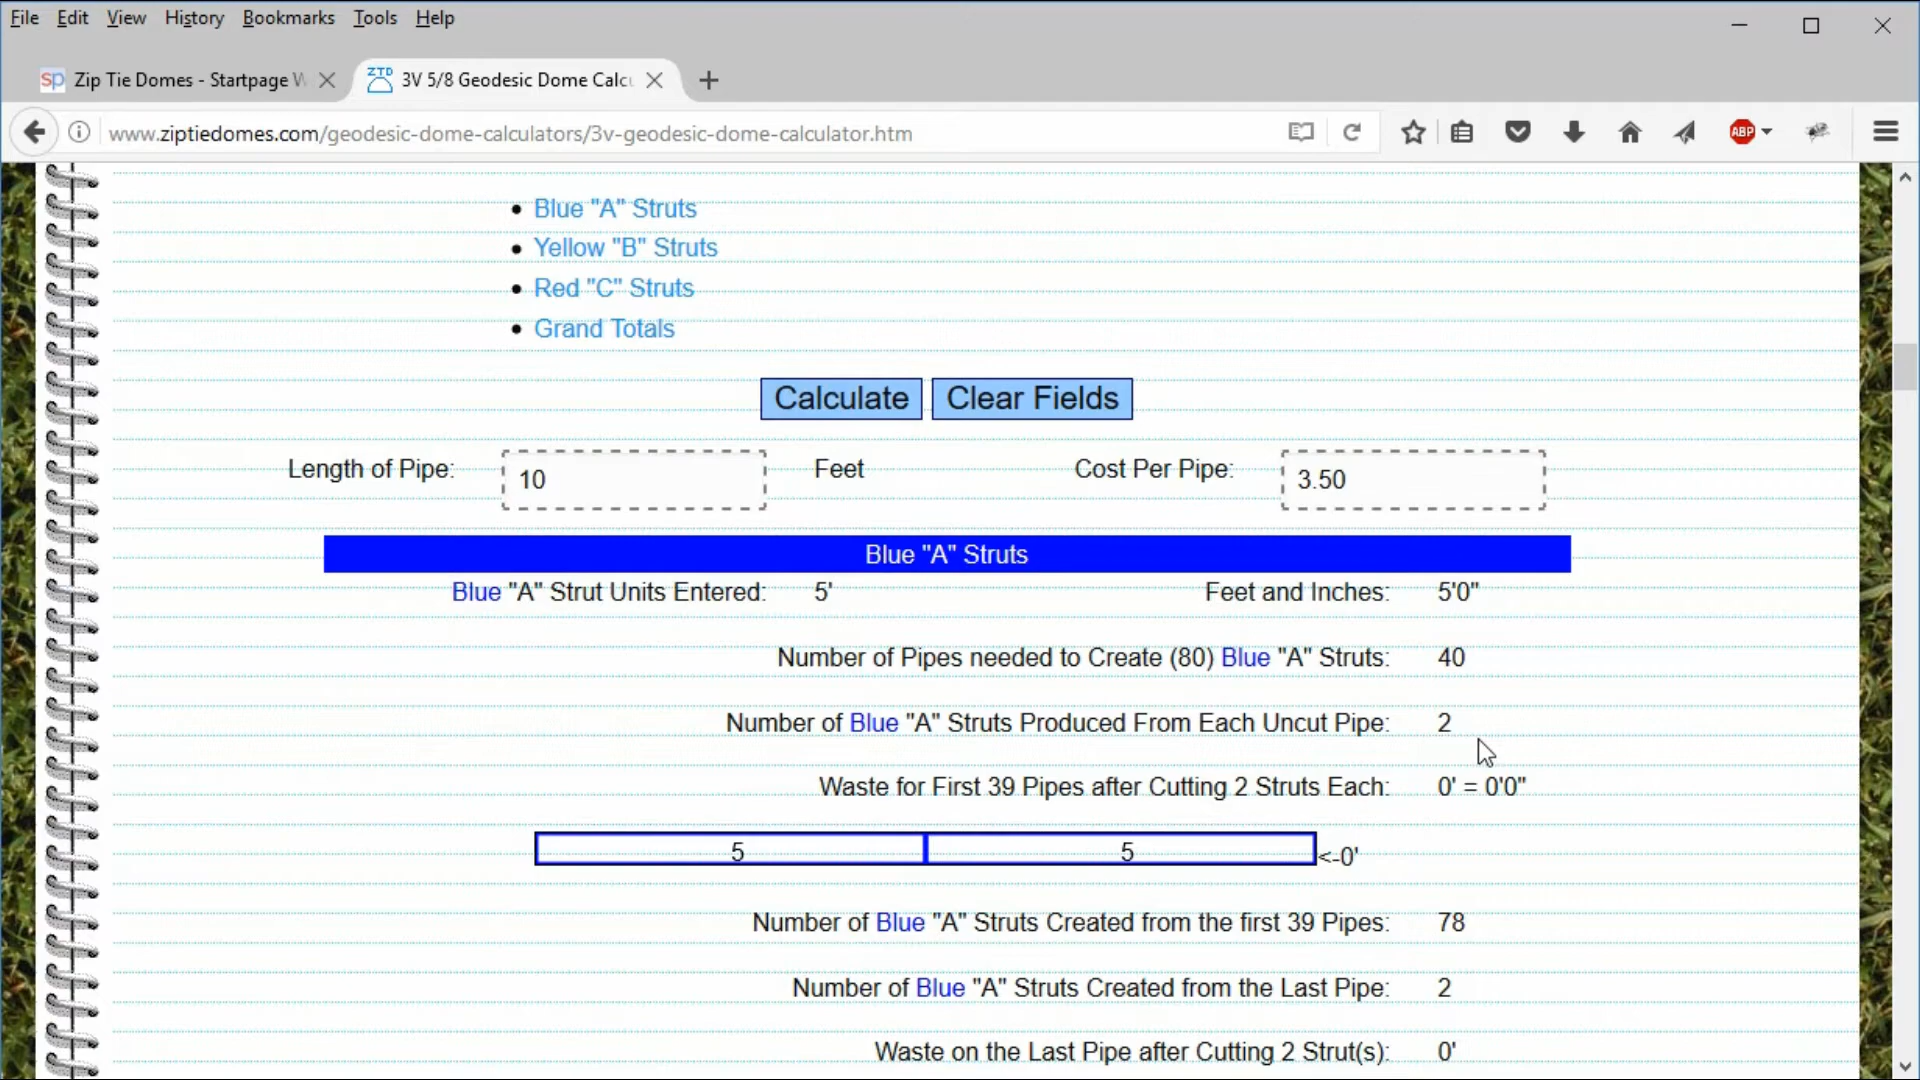 File Edit View History Bookmarks Tools Help
Zip Tie Domes - Startpage
3V 5/8 Geodesic Dome
www.ziptiedomes.com/geodesic-dome-calculators/3v-geodesic-dome-calculator.htm
ABP
Blue "A" Struts
Yellow "B" Struts
Red "C" Struts
Grand Totals
Calculate Clear Fields
Length of Pipe: 10 Feet Cost Per Pipe: 3.50
Blue "A" Struts
Blue "A" Strut Units Entered: 5' Feet and Inches: 5'0"
Number of Pipes needed to Create (80) Blue "A" Struts: 40
Number of Blue "A" Struts Produced From Each Uncut Pipe: 2
Waste for First 39 Pipes after Cutting 2 Struts Each: 0' = 0'0"
5 5 <-0'
Number of Blue "A" Struts Created from the first 39 Pipes: 78
Number of Blue "A" Struts Created from the Last Pipe: 2
Waste on the Last Pipe after Cutting 2 Strut(s): 0'